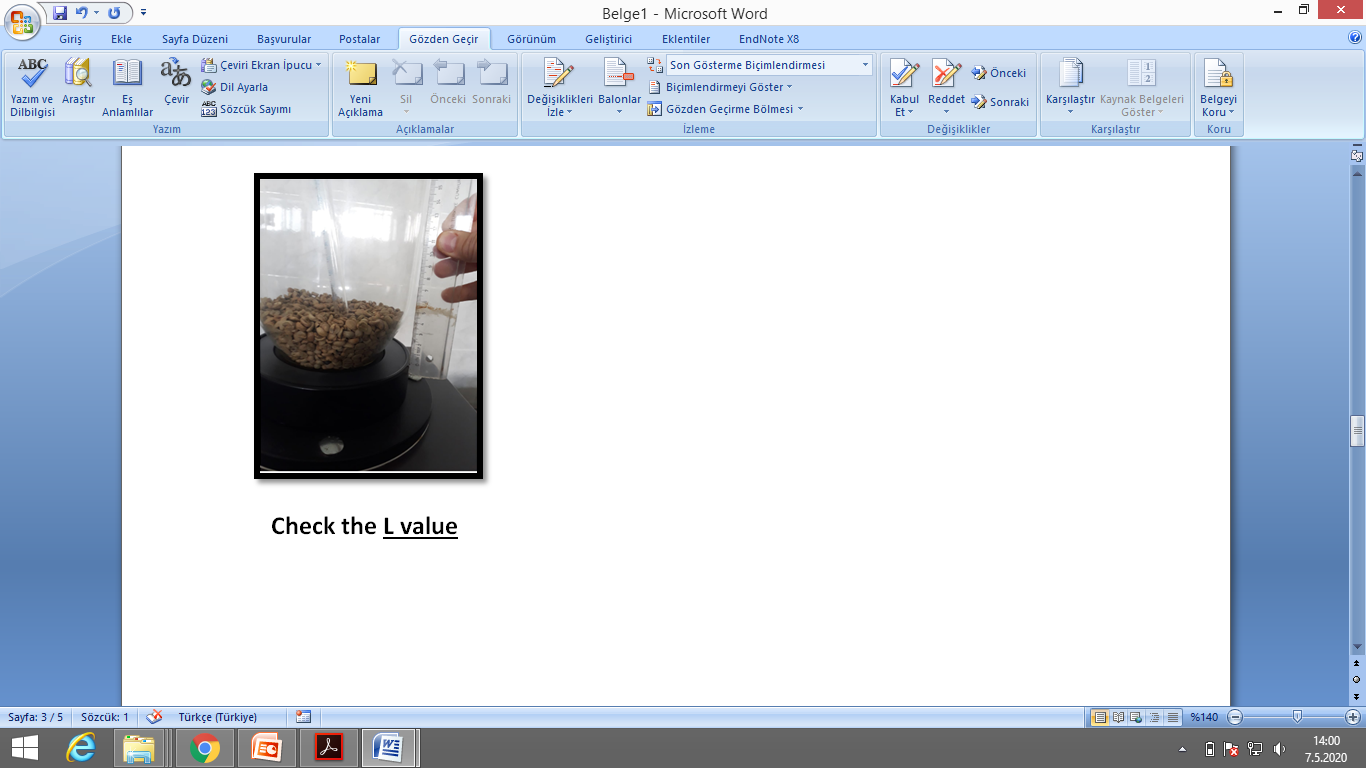 Belge1 - Microsoft Word
Giriş Ekle Sayfa Düzeni Başvurular Postalar Gözden Geçir Görünüm Geliştirici Eklentiler EndNote X8
ABC
Yazım ve Dilbilgisi
Araştır
Eş Anlamlılar
Çevir
Çeviri Ekran İpucu
Dil Ayarla
ABC 123 Sözcük Sayımı
Yazım
Yeni Açıklama
Sil
Önceki
Sonraki
Açıklamalar
Değişiklikleri İzle
Balonlar
Son Gösterme Biçimlendirmesi
Biçimlendirmeyi Göster
Gözden Geçirme Bölmesi
İzleme
Kabul Et
Reddet
Önceki
Sonraki
Değişiklikler
Karşılaştır
Kaynak Belgeleri Göster
Karşılaştır
Belgeyi Koru
Koru
Check the L value
Sayfa: 3 / 5 Sözcük: 1 Türkçe (Türkiye) %140
14:00
7.5.2020